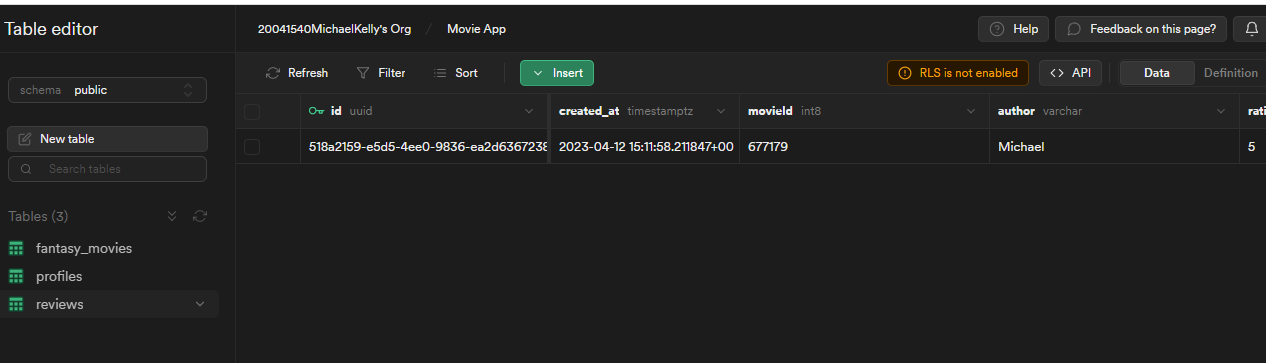 Table editor
20041540MichaelKelly's Org / Movie App
Help
Feedback on this page?
schema public
Refresh
Filter
Sort
Insert
RLS is not enabled
<> API
Data
Definition
New table
Search tables
id uuid
created_at timestamptz
movieId int8
author varchar
rati
518a2159-e5d5-4ee0-9836-ea2d6367238
2023-04-12 15:11:58.211847+00
677179
Michael
5
Tables (3)
fantasy_movies
profiles
reviews